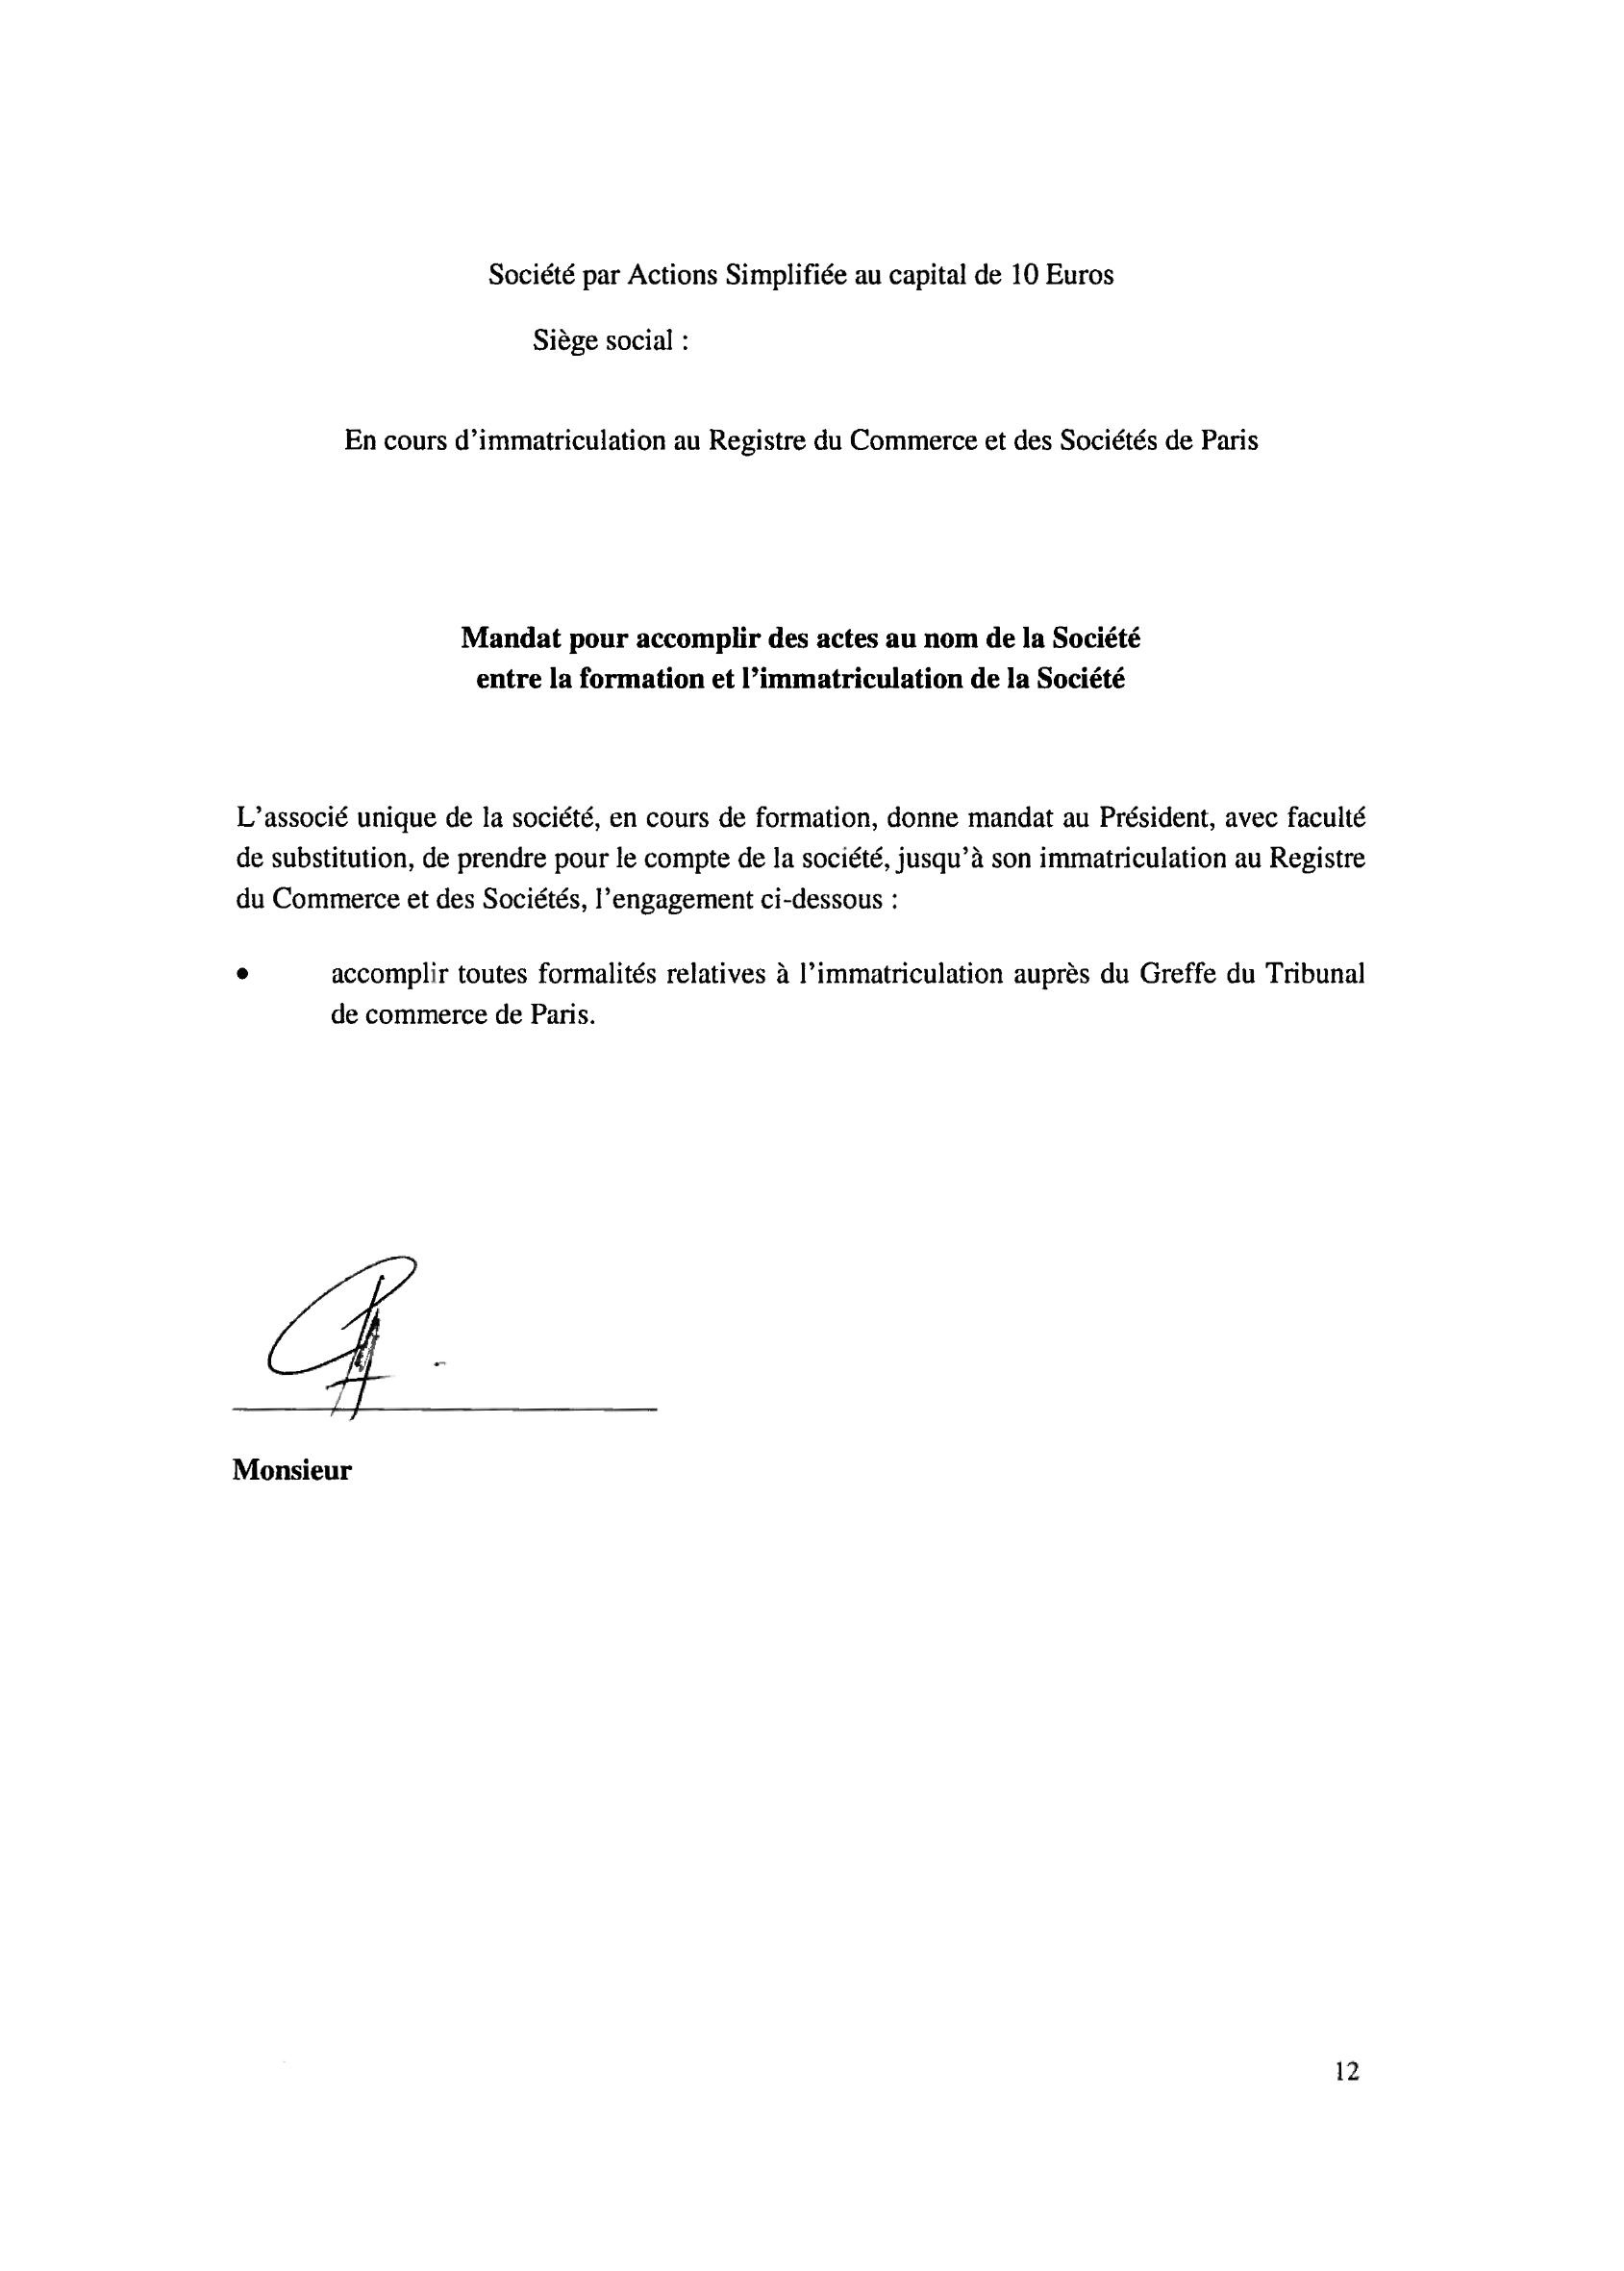 Société par Actions Simplifiée au capital de 10 Euros
Siège social :
En cours d'immatriculation au Registre du Commerce et des Sociétés de Paris
Mandat pour accomplir des actes au nom de la Société
entre la formation et l'immatriculation de la Société
L'associé unique de la société, en cours de formation, donne mandat au Président, avec faculté
de substitution, de prendre pour le compte de la société, jusqu'à son immatriculation au Registre
du Commerce et des Sociétés, l'engagement ci-dessous :
• accomplir toutes formalités relatives à l'immatriculation auprès du Greffe du Tribunal
de commerce de Paris.
Monsieur
12